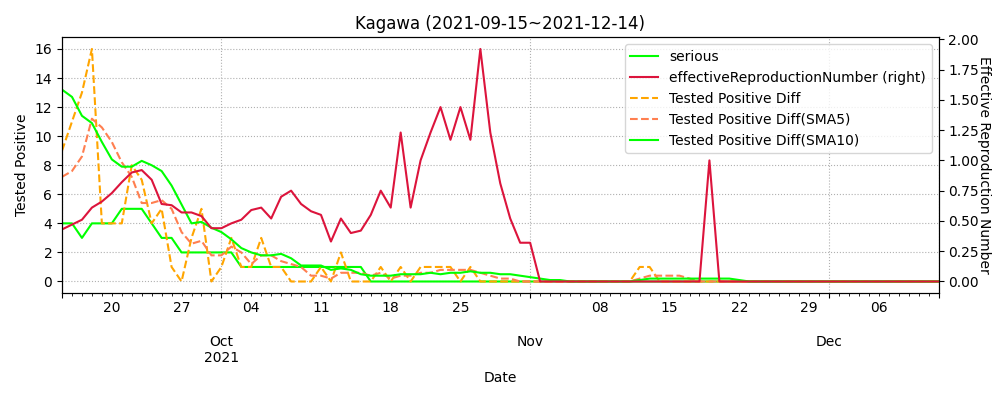 Kagawa (2021-09-15~2021-12-14)
Tested Positive
16
14
12
10
8
6
4
2
0
2.00
1.75
1.50
1.25
1.00
0.75
0.50
0.25
0.00
Effective Reproduction Number
serious
effectiveReproductionNumber (right)
Tested Positive Diff
Tested Positive Diff(SMA5)
Tested Positive Diff(SMA10)
20 27 04 11 18 25 08 15 22 29 06
Oct Nov Dec
2021
Date